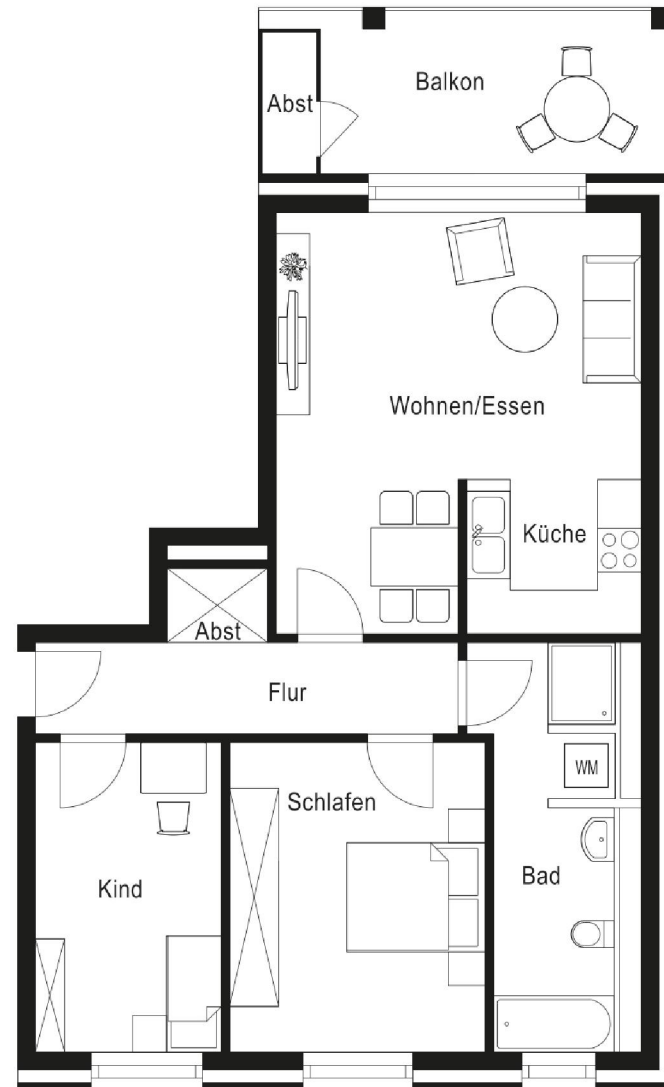 Balkon
Abst
Wohnen/Essen
Küche
Abst
Flur
WM
Schlafen
Bad
Kind